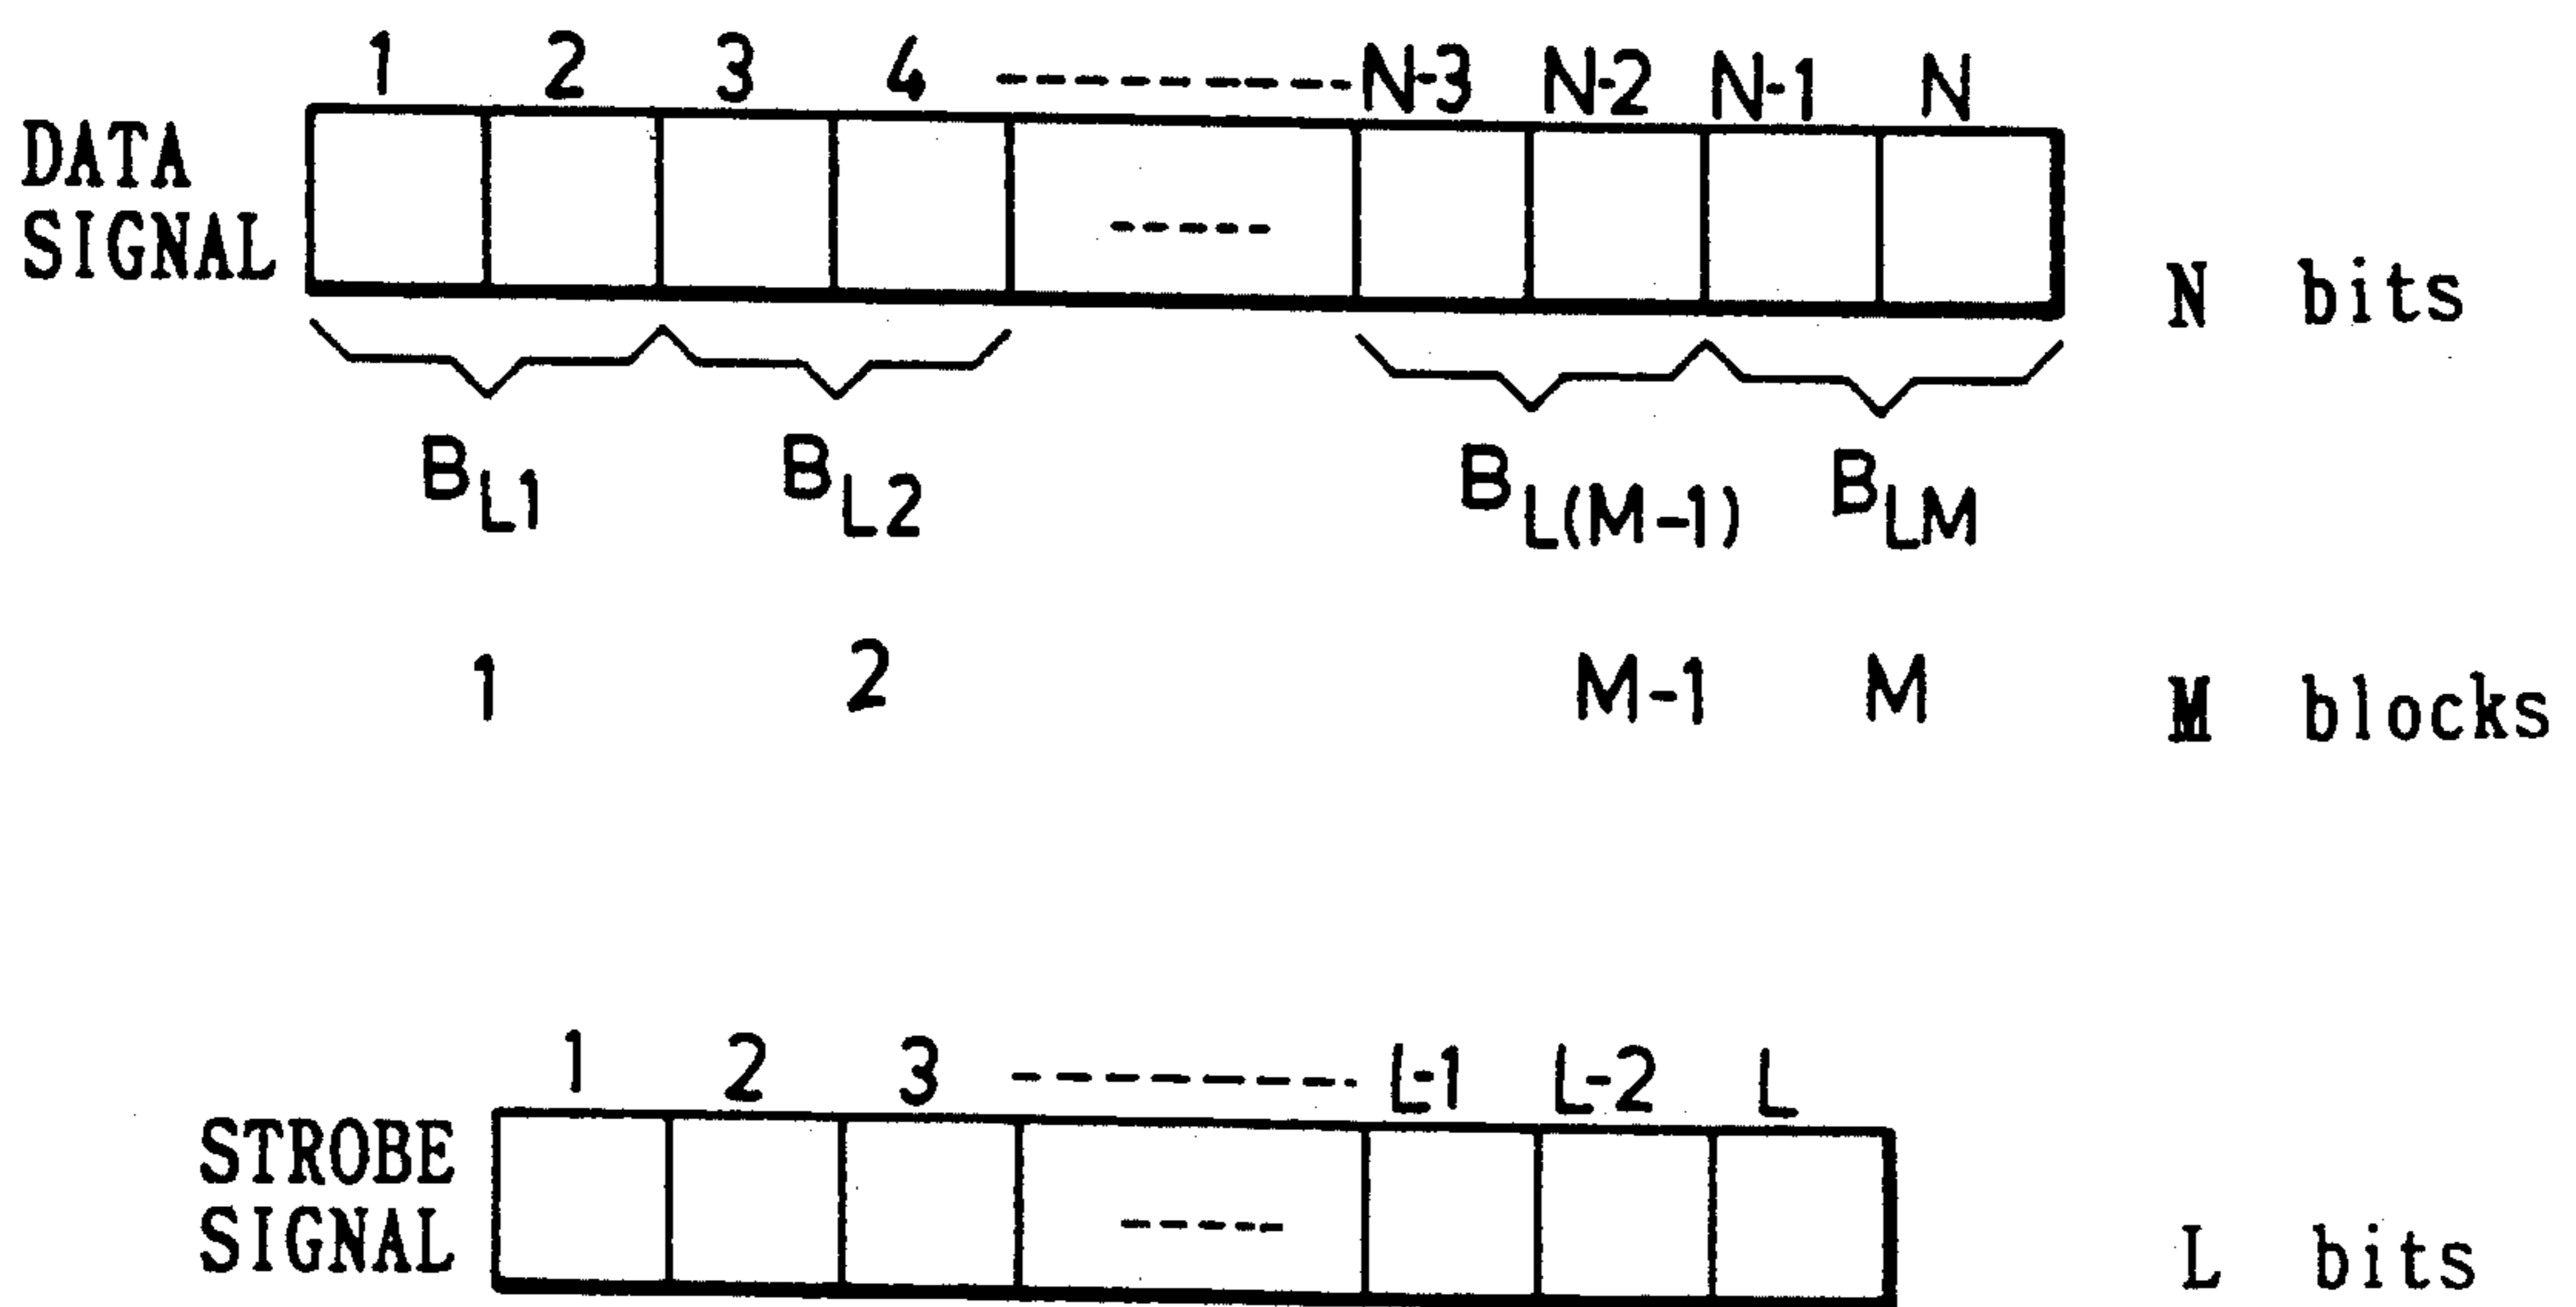 1 2 3 4 ---------- N-3 N-2 N-1 N
DATA
SIGNAL
-----
N bits
B_L1 B_L2 B_L(M-1) B_LM
1 2 M-1 M M blocks
1 2 3 -------- L-1 L-2 L
STROBE
SIGNAL
-----
L bits